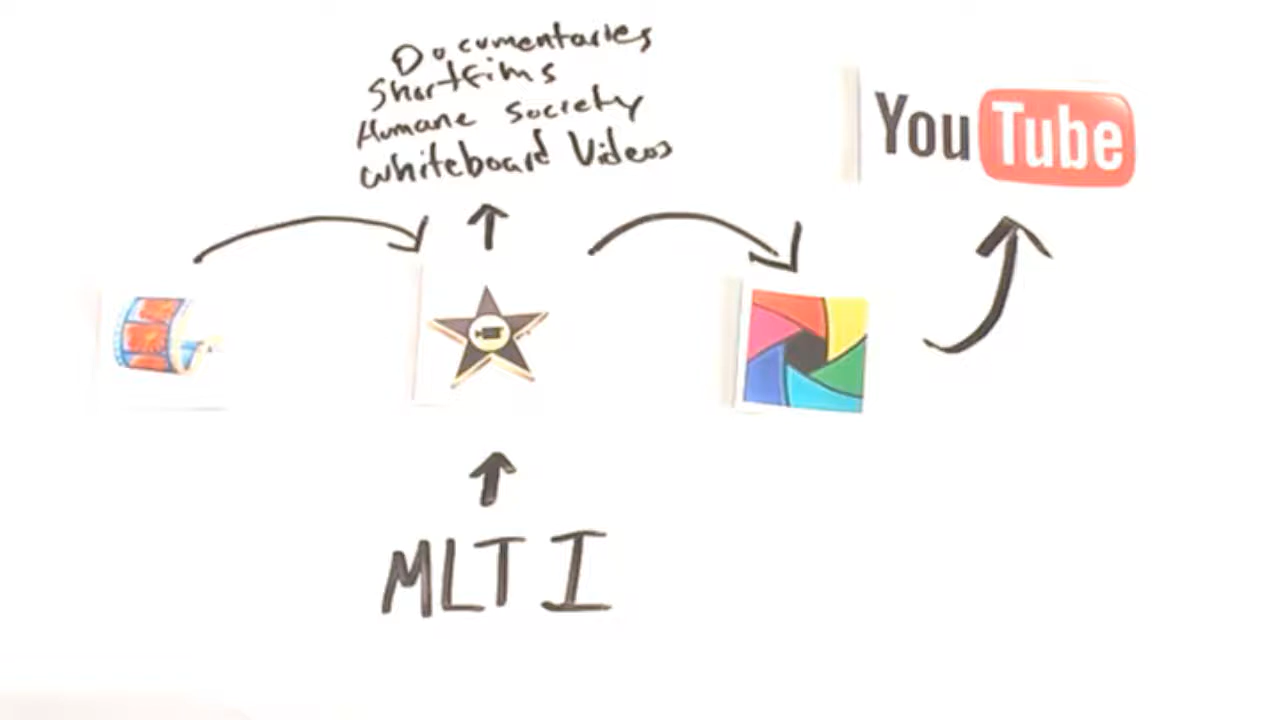 Documentaries
Shortfilms
Humane Society
Whiteboard Videos
YouTube
MLTI